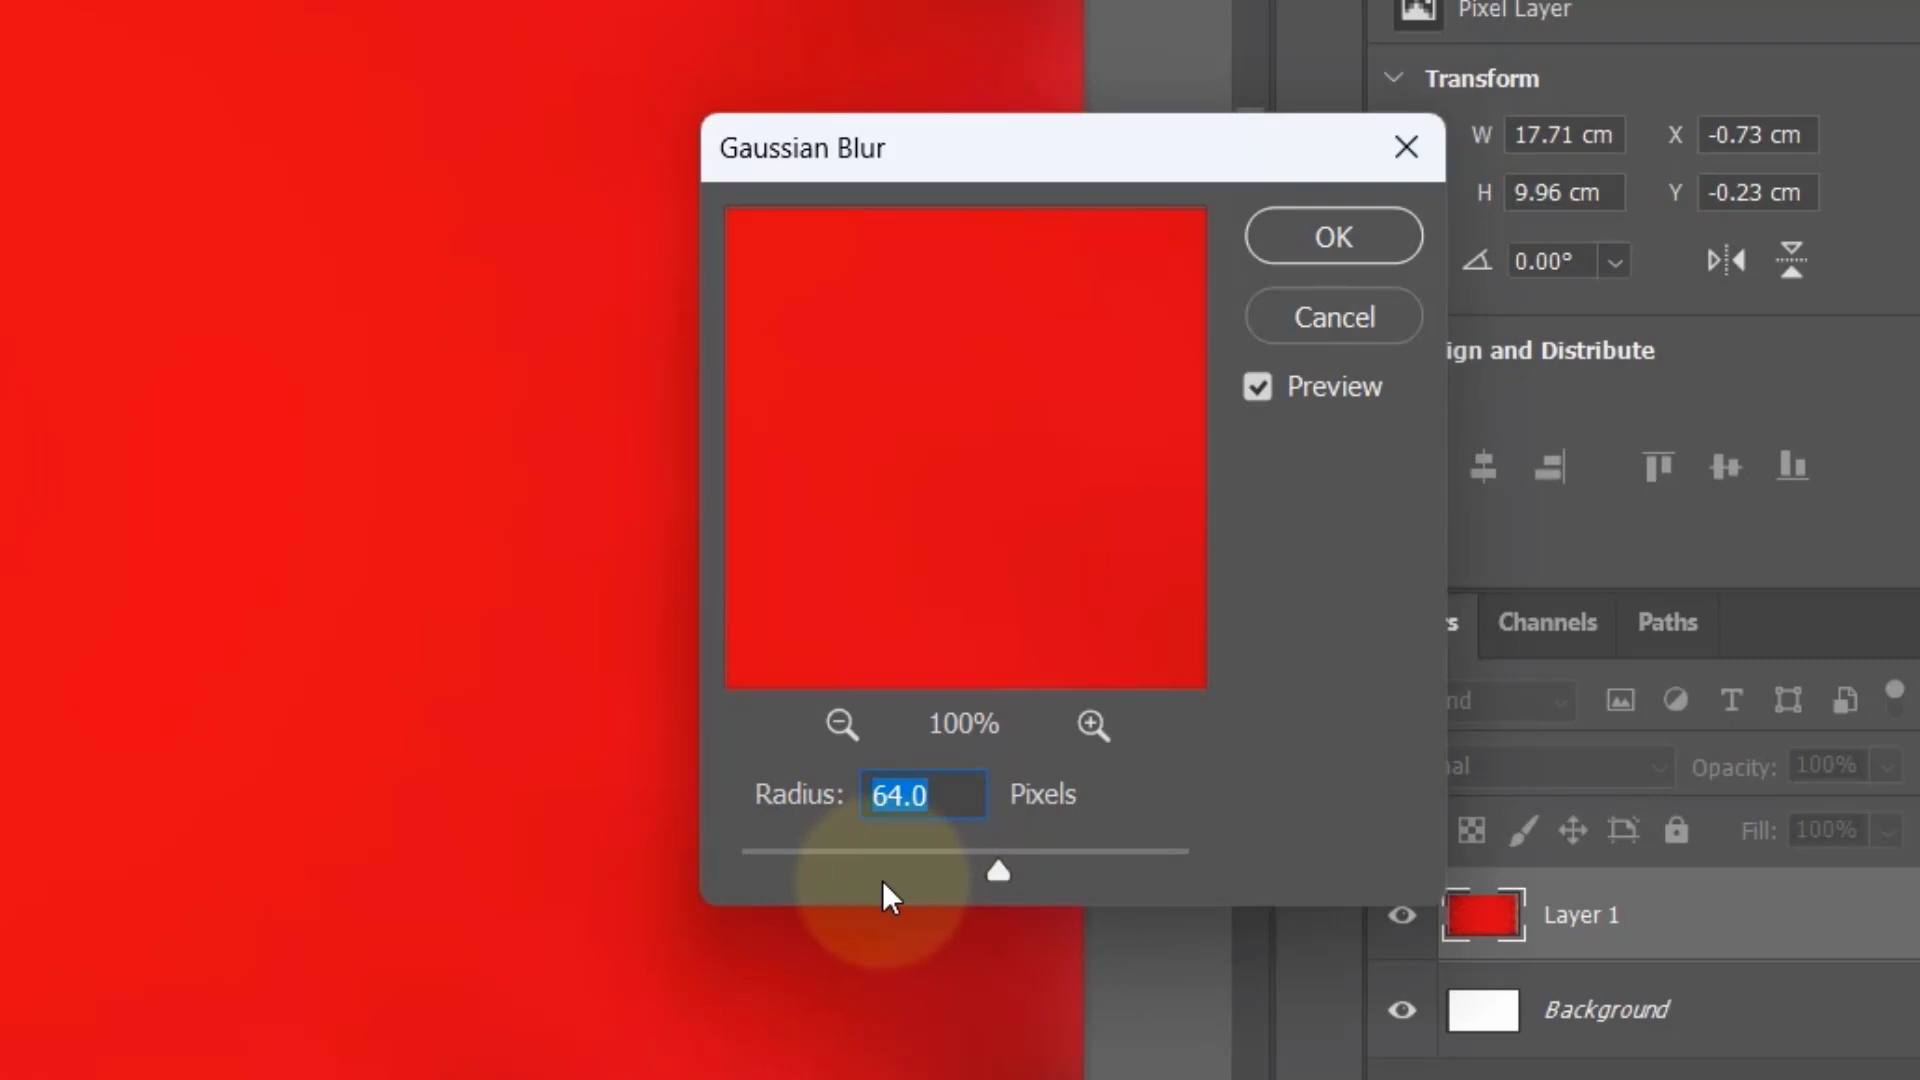 Pixel Layer
Transform
W 17.71 cm X -0.73 cm
H 9.96 cm Y -0.23 cm
0.00°
Gaussian Blur
OK
Cancel
Preview
ign and Distribute
100%
Radius: 64.0 Pixels
s Channels Paths
nd
al Opacity: 100%
Fill: 100%
Layer 1
Background